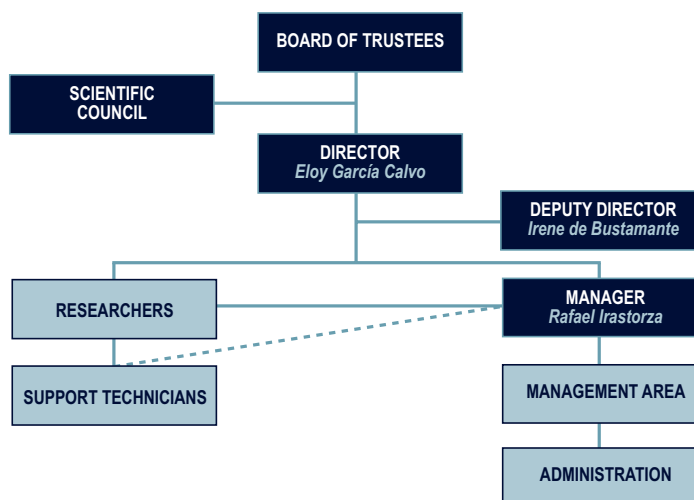 BOARD OF TRUSTEES
SCIENTIFIC
COUNCIL
DIRECTOR
Eloy García Calvo
DEPUTY DIRECTOR
Irene de Bustamante
RESEARCHERS
MANAGER
Rafael Irastorza
SUPPORT TECHNICIANS
MANAGEMENT AREA
ADMINISTRATION